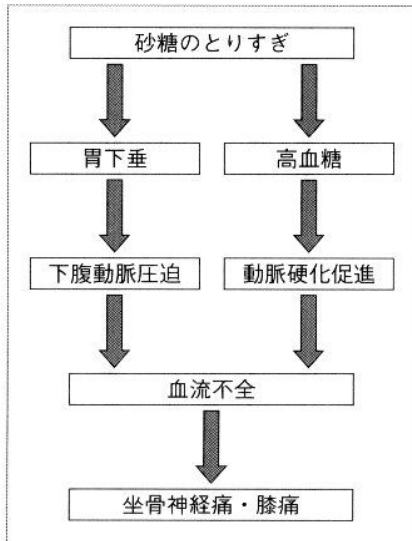 砂糖のとりすぎ
胃下垂
高血糖
下腹動脈圧迫
動脈硬化促進
血流不全
坐骨神経痛・膝痛